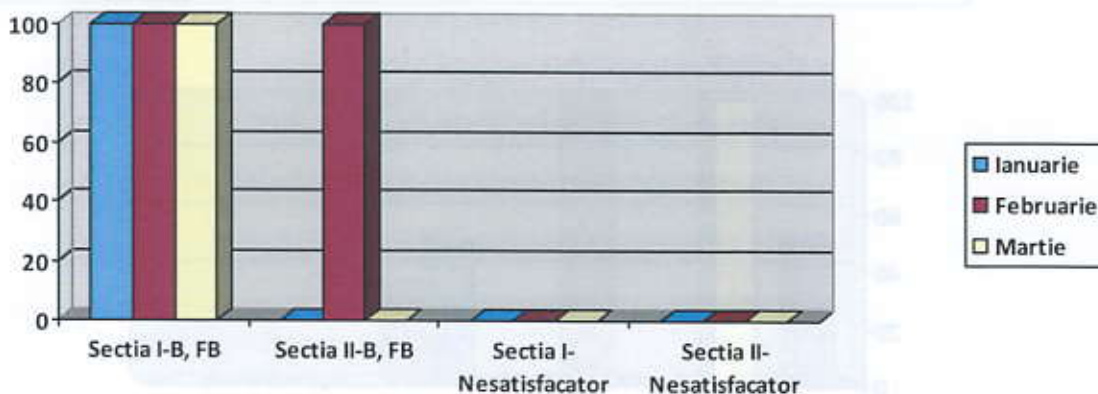 100
80
60
40
20
0
Sectia I-B, FB
Sectia II-B, FB
Sectia I-
Nesatisfacator
Sectia II-
Nesatisfacator
Ianuarie
Februarie
Martie